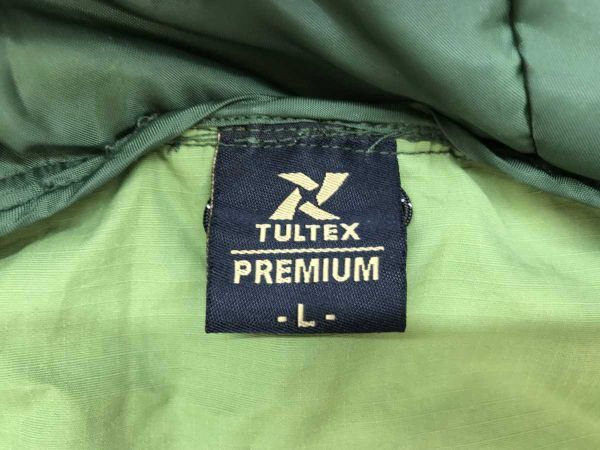 TULTEX
PREMIUM
- L -